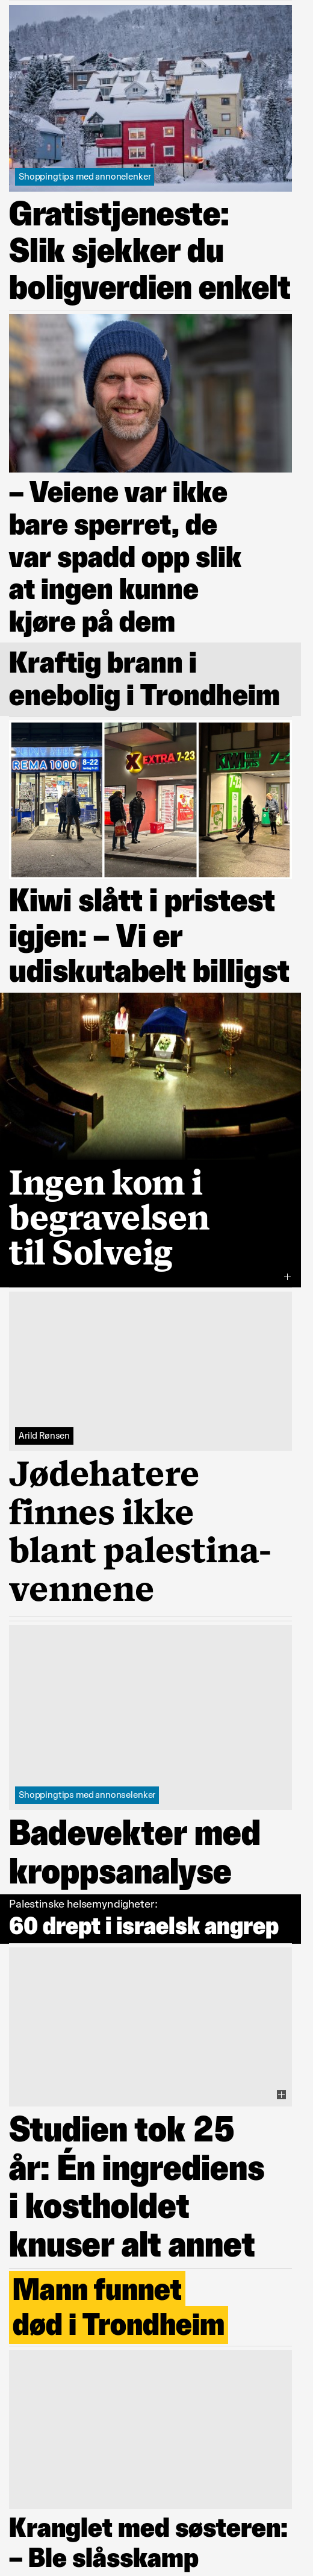 Shoppingtips med annonelenker
Gratistjeneste:
Slik sjekker du
boligverdien enkelt
– Veiene var ikke
bare sperret, de
var spadd opp slik
at ingen kunne
kjøre på dem
Kraftig brann i
enebolig i Trondheim
REMA 1000 8-22
EXTRA 7-23
KIWI 7-23
7-23
Kiwi slått i pristest
igjen: – Vi er
udiskutabelt billigst
Ingen kom i
begravelsen
til Solveig
Arild Rønsen
Jødehatere
finnes ikke
blant palestina-
vennene
Shoppingtips med annonselenker
Badevekter med
kroppsanalyse
Palestinske helsemyndigheter:
60 drept i israelsk angrep
Studien tok 25
år: Én ingrediens
i kostholdet
knuser alt annet
Mann funnet
død i Trondheim
Kranglet med søsteren:
– Ble slåsskamp